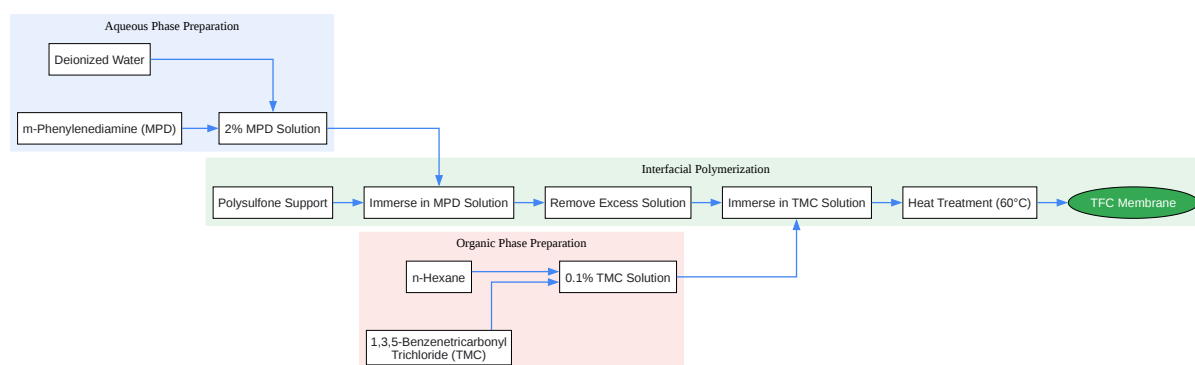 Aqueous Phase Preparation
Deionized Water
m-Phenylenediamine (MPD)
2% MPD Solution
Interfacial Polymerization
Polysulfone Support
Immerse in MPD Solution
Remove Excess Solution
Immerse in TMC Solution
Heat Treatment (60°C)
TFC Membrane
Organic Phase Preparation
n-Hexane
0.1% TMC Solution
1,3,5-Benzenetricarbonyl
Trichloride (TMC)